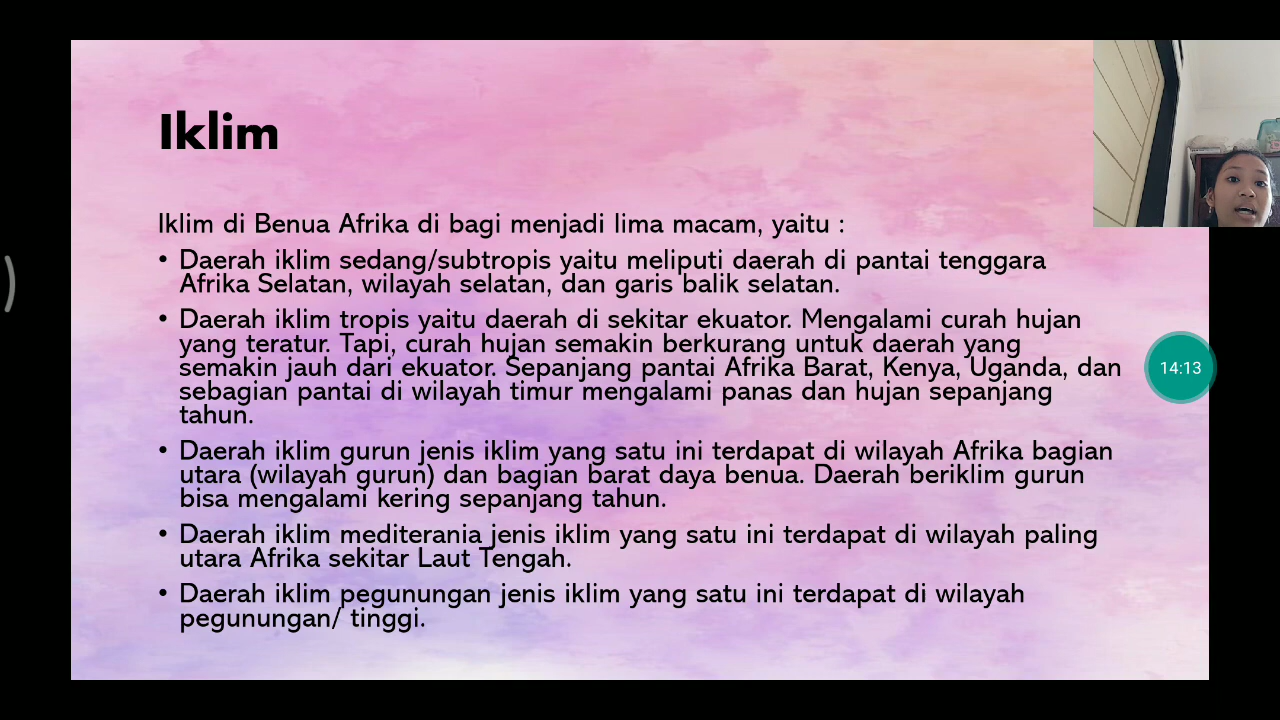 Iklim
Iklim di Benua Afrika di bagi menjadi lima macam, yaitu :
• Daerah iklim sedang/subtropis yaitu meliputi daerah di pantai tenggara
Afrika Selatan, wilayah selatan, dan garis balik selatan.
• Daerah iklim tropis yaitu daerah di sekitar ekuator. Mengalami curah hujan
yang teratur. Tapi, curah hujan semakin berkurang untuk daerah yang
semakin jauh dari ekuator. Sepanjang pantai Afrika Barat, Kenya, Uganda, dan
sebagian pantai di wilayah timur mengalami panas dan hujan sepanjang
tahun.
• Daerah iklim gurun jenis iklim yang satu ini terdapat di wilayah Afrika bagian
utara (wilayah gurun) dan bagian barat daya benua. Daerah beriklim gurun
bisa mengalami kering sepanjang tahun.
• Daerah iklim mediterania jenis iklim yang satu ini terdapat di wilayah paling
utara Afrika sekitar Laut Tengah.
• Daerah iklim pegunungan jenis iklim yang satu ini terdapat di wilayah
pegunungan/ tinggi.
14:13